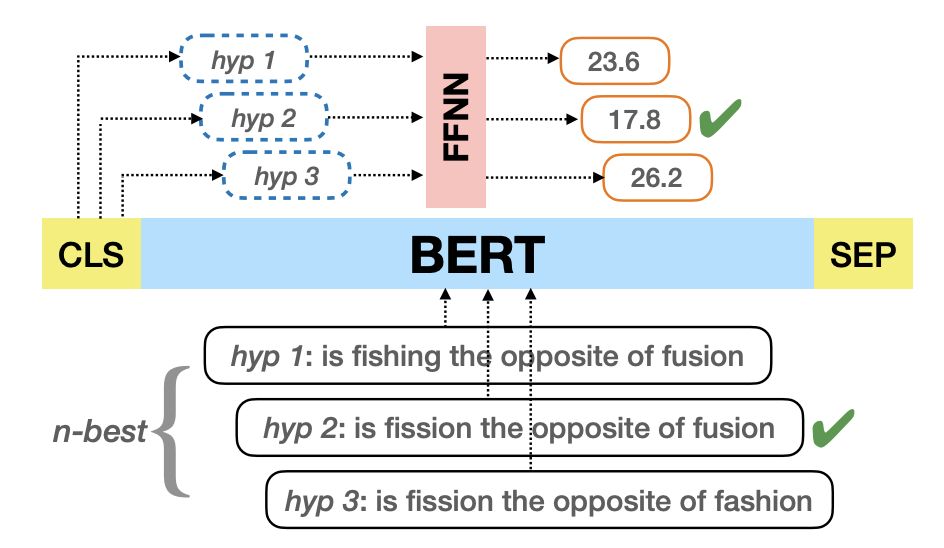 hyp 1
23.6
hyp 2
FFNN
17.8
hyp 3
26.2
CLS
BERT
SEP
hyp 1: is fishing the opposite of fusion
n-best
hyp 2: is fission the opposite of fusion
hyp 3: is fission the opposite of fashion